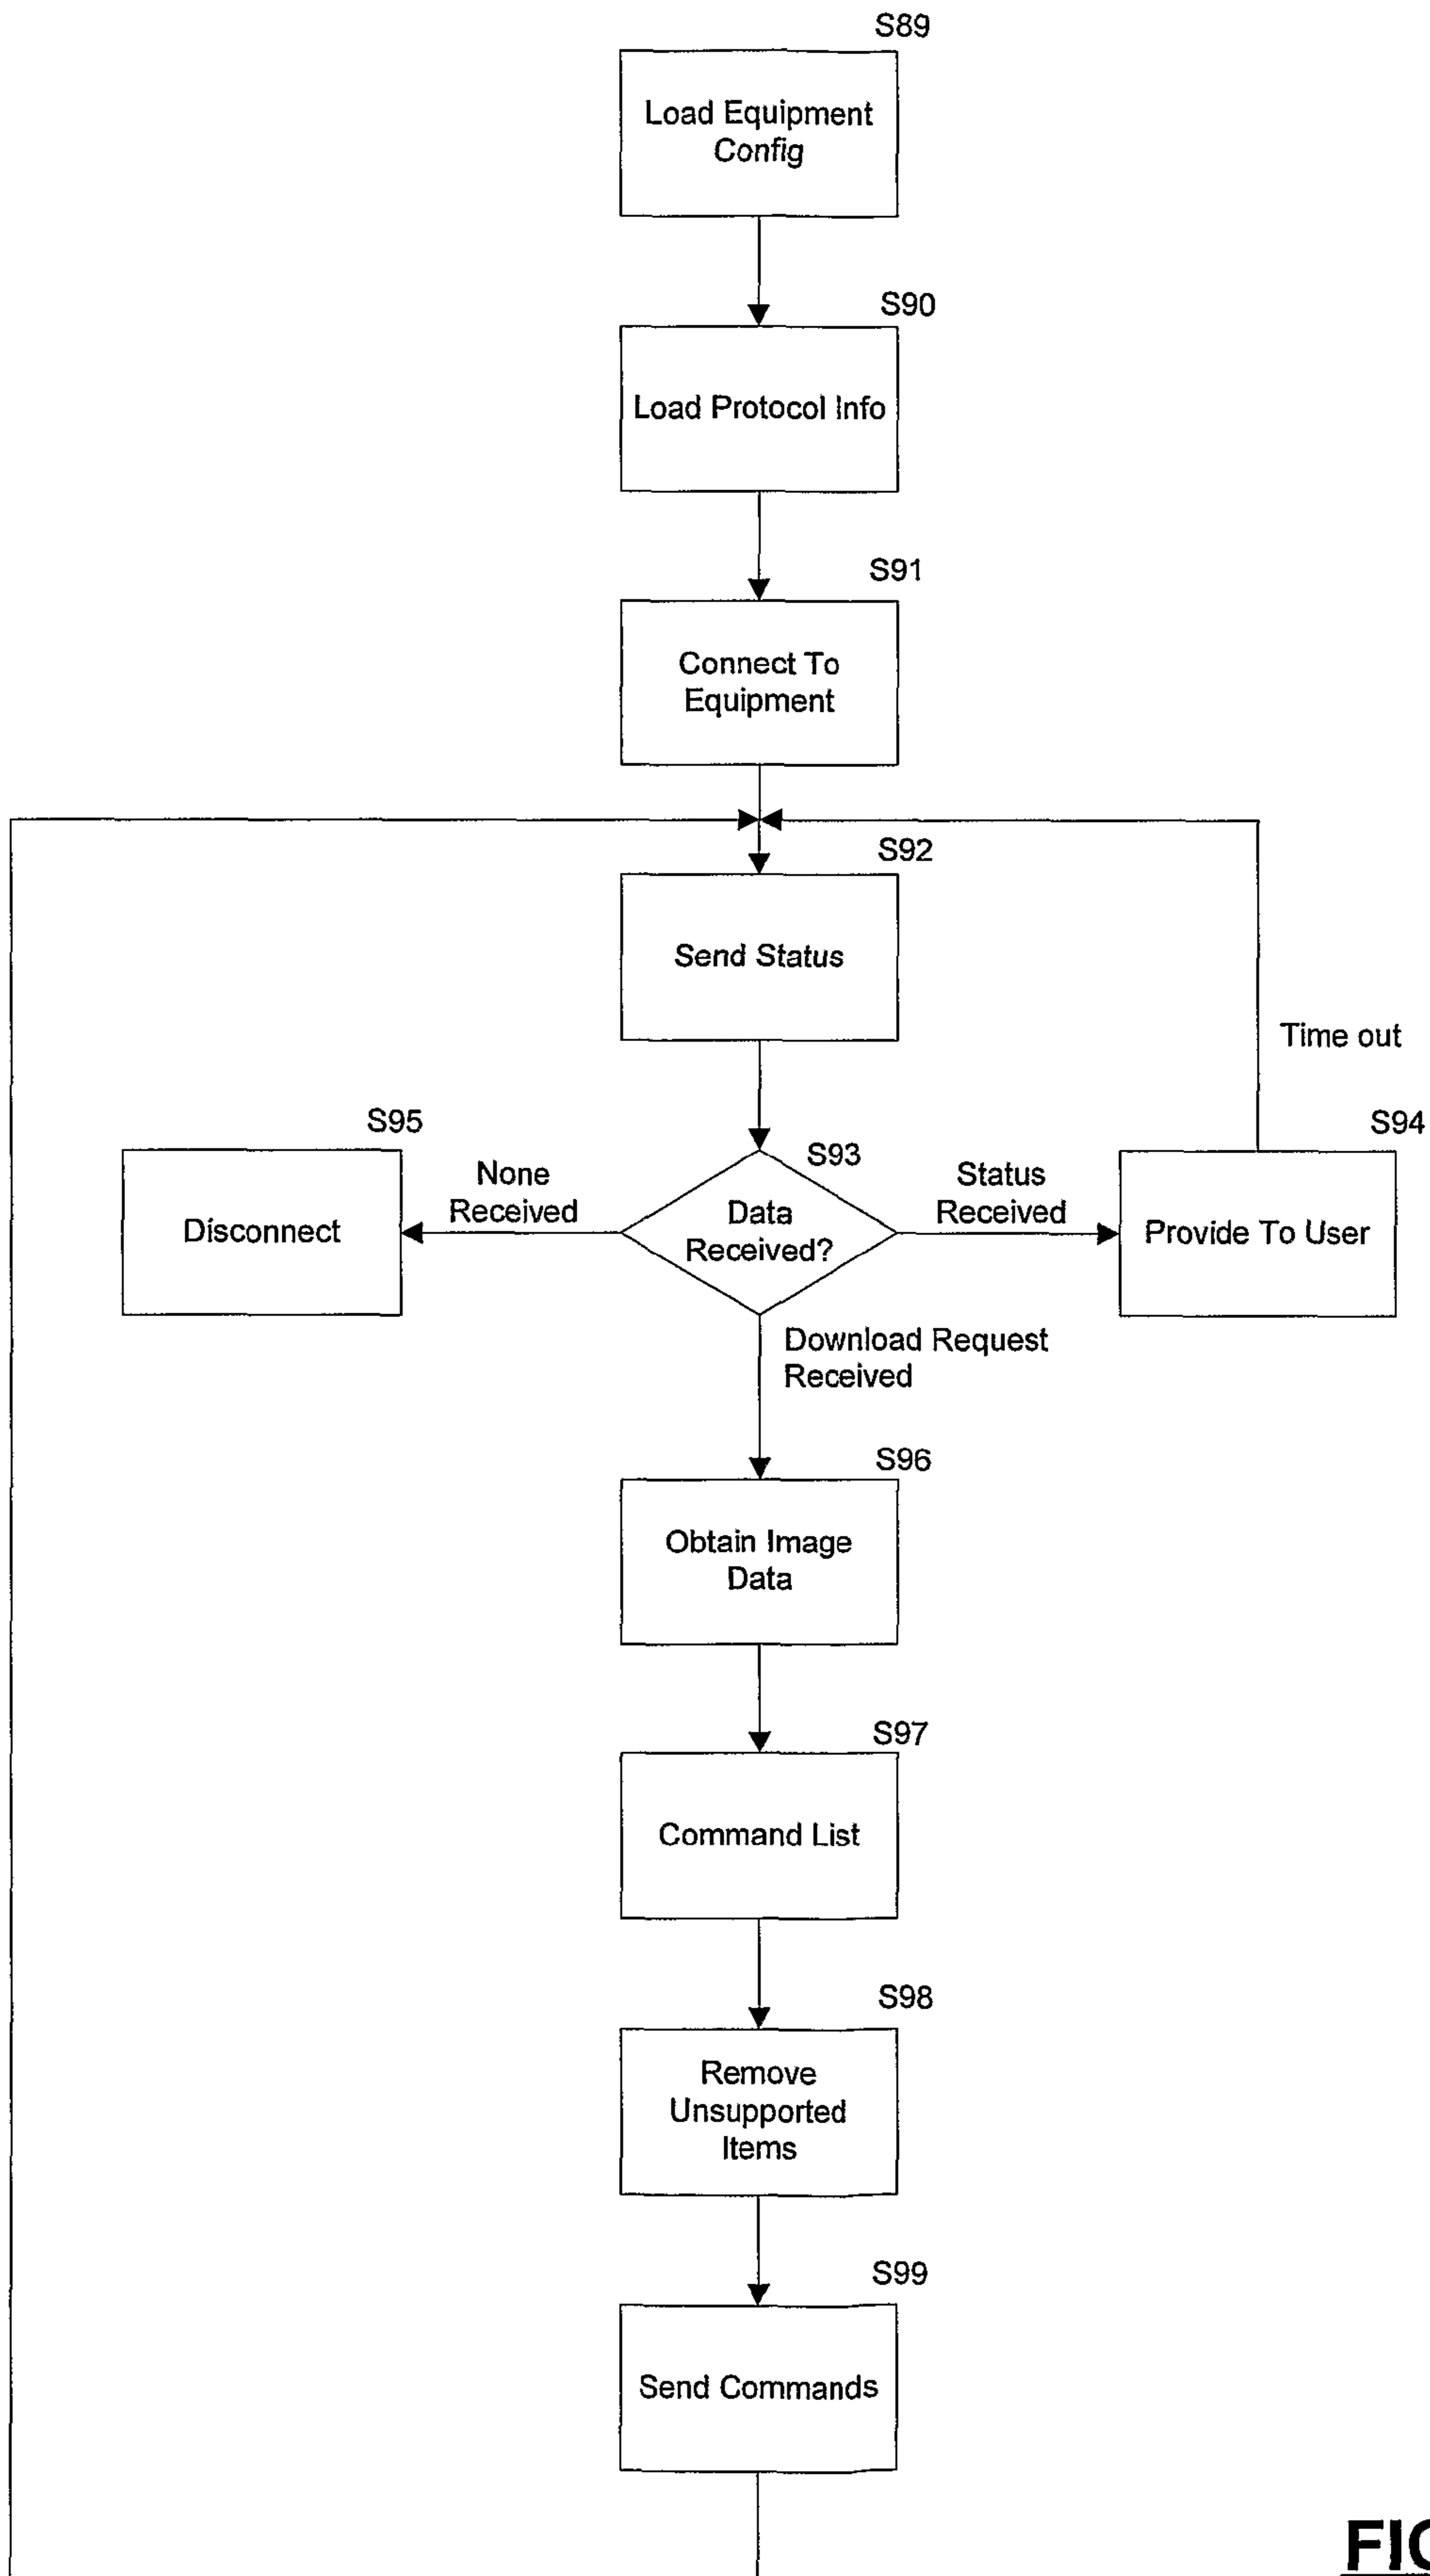 S89
Load Equipment
Config
S90
Load Protocol Info
S91
Connect To
Equipment
S92
Send Status
Time out
S95
Disconnect
None
Received
S93
Data
Received?
Status
Received
S94
Provide To User
Download Request
Received
S96
Obtain Image
Data
S97
Command List
S98
Remove
Unsupported
Items
S99
Send Commands